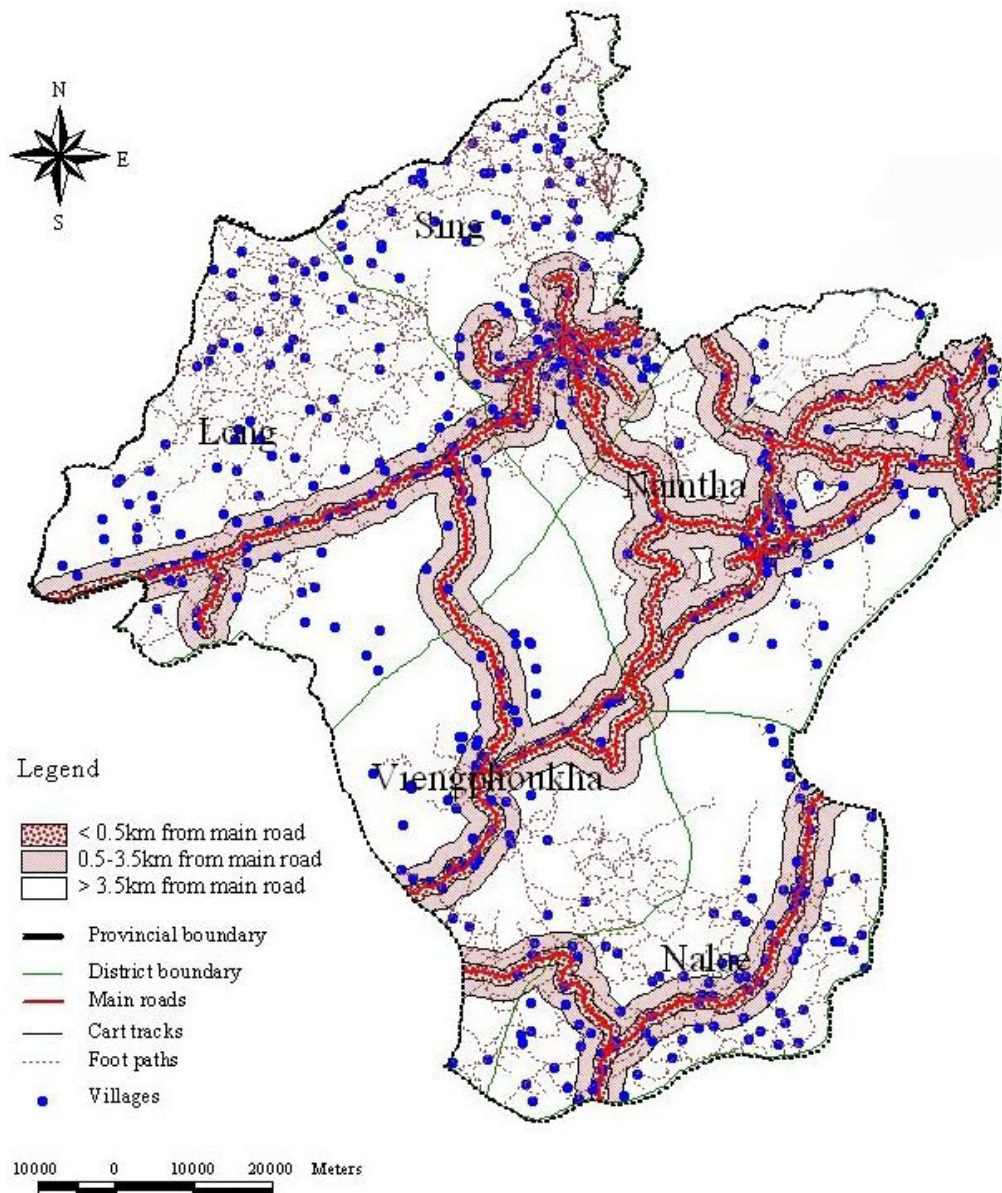 N
E
S
Sing
Long
Namtha
Viengphoukha
Nalae
Legend
< 0.5km from main road
0.5-3.5km from main road
> 3.5km from main road
Provincial boundary
District boundary
Main roads
Cart tracks
Foot paths
Villages
10000 0 10000 20000 Meters